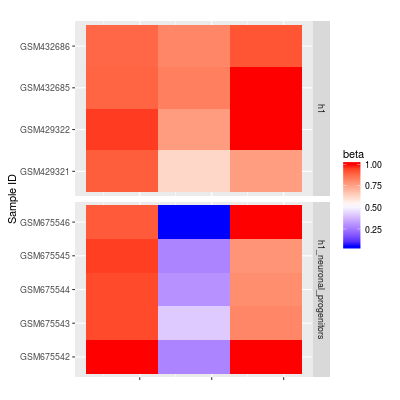 Sample ID
GSM432686
GSM432685
GSM429322
GSM429321
h1
GSM675546
GSM675545
GSM675544
GSM675543
GSM675542
h1_neuronal_progenitors
beta
1.00
0.75
0.50
0.25